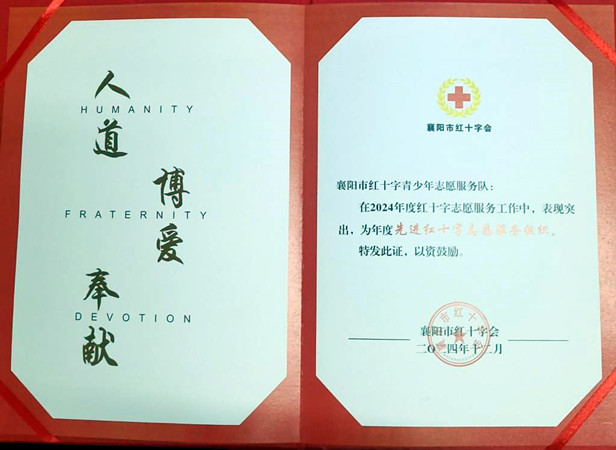 人道
HUMANITY
博爱
FRATERNITY
奉献
DEVOTION
襄阳市红十字会
襄阳市红十字青少年志愿服务队：
在2024年度红十字志愿服务工作中，表现突
出，为年度先进红十字志愿服务组织。
特发此证，以资鼓励。
襄阳市红十字会
二〇二四年十二月